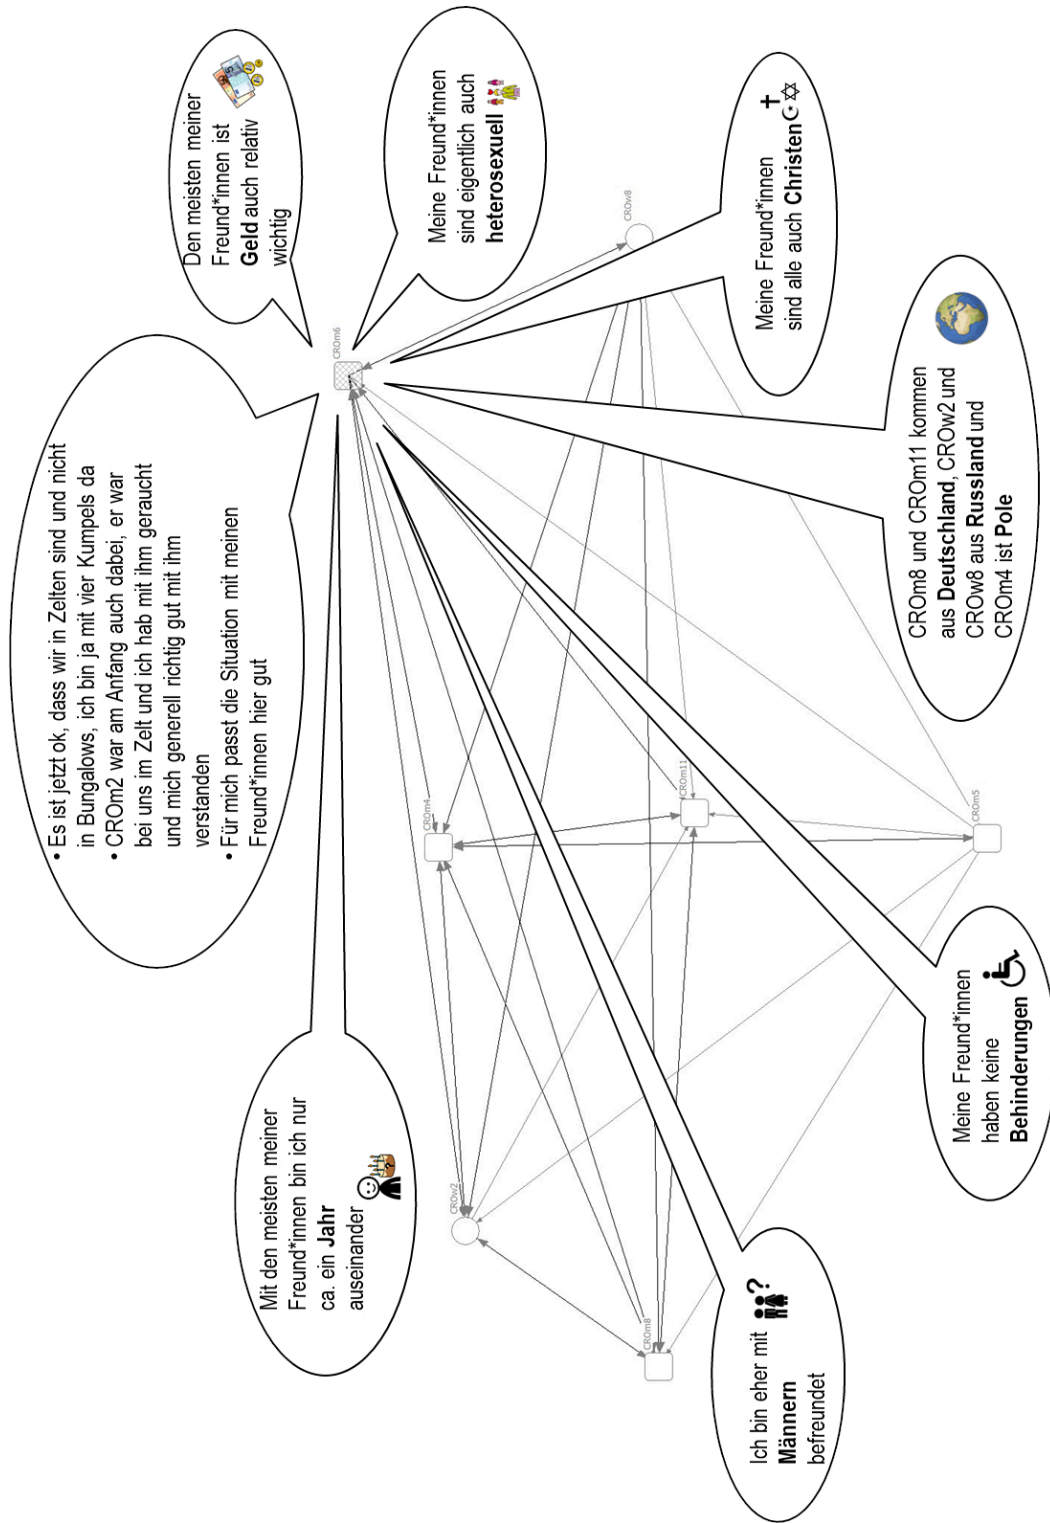 Mit den meisten meiner
Freund*innen bin ich nur
ca. ein Jahr
auseinander
• Es ist jetzt ok, dass wir in Zelten sind und nicht
in Bungalows, ich bin ja mit vier Kumpels da
• CROm2 war am Anfang auch dabei, er war
bei uns im Zelt und ich hab mit ihm geraucht
und mich generell richtig gut mit ihm
verstanden
• Für mich passt die Situation mit meinen
Freund*innen hier gut
Den meisten meiner
Freund*innen ist
Geld auch relativ
wichtig
Meine Freund*innen
sind eigentlich auch
heterosexuell
Meine Freund*innen
sind alle auch Christen
CROm8 und CROm11 kommen
aus Deutschland, CROw2 und
CROw8 aus Russland und
CROm4 ist Pole
Meine Freund*innen
haben keine
Behinderungen
Ich bin eher mit
Männern
befreundet
?
CROm6
CROw8
CROm4
CROm11
CROm5
CROw2
CROm8